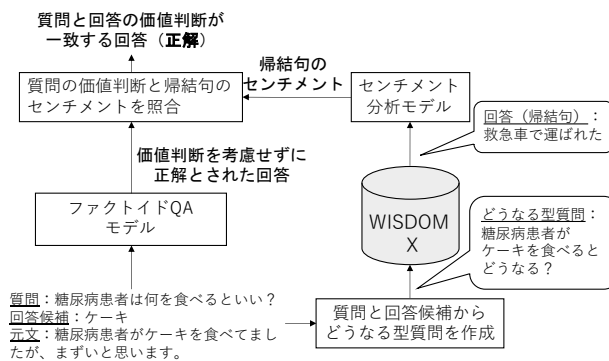 質問と回答の価値判断が
一致する回答（正解）
質問の価値判断と帰結句の
センチメントを照合
帰結句の
センチメント
センチメント
分析モデル
回答（帰結句）：
救急車で運ばれた
価値判断を考慮せずに
正解とされた回答
ファクトイドQA
モデル
WISDOM
X
どうなる型質問：
糖尿病患者が
ケーキを食べると
どうなる？
質問：糖尿病患者は何を食べるといい？
回答候補：ケーキ
元文：糖尿病患者がケーキを食べてまし
たが、まずいと思います。
質問と回答候補から
どうなる型質問を作成